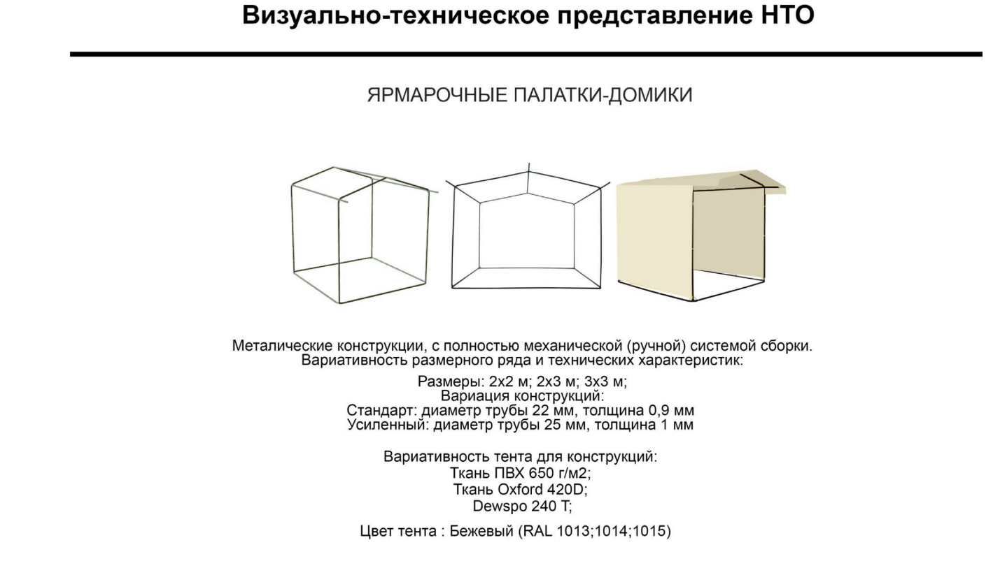 Визуально-техническое представление НТО
ЯРМАРОЧНЫЕ ПАЛАТКИ-ДОМИКИ
Металические конструкции, с полностью механической (ручной) системой сборки.
Вариативность размерного ряда и технических характеристик:
Размеры: 2х2 м; 2х3 м; 3х3 м;
Вариация конструкций:
Стандарт: диаметр трубы 22 мм, толщина 0,9 мм
Усиленный: диаметр трубы 25 мм, толщина 1 мм
Вариативность тента для конструкций:
Ткань ПВХ 650 г/м2;
Ткань Oxford 420D;
Dewspo 240 T;
Цвет тента : Бежевый (RAL 1013;1014;1015)